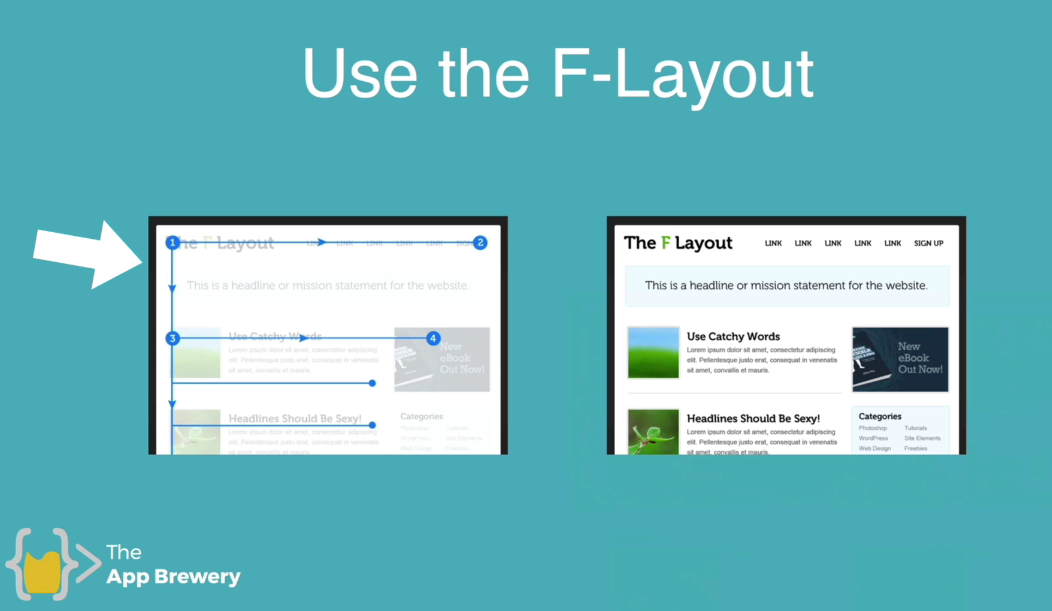 Use the F-Layout
1
The F Layout
LINK LINK LINK LINK LINK SIGN
2
This is a headline or mission statement for the website.
3
Use Catchy Words
Lorem ipsum dolor sit amet, consectetur adipiscing
elit. Pellentesque justo erat, consequat in venenatis
sit amet, convallis et mauris.
4
New
eBook
Out Now!
Headlines Should Be Sexy!
Lorem ipsum dolor sit amet, consectetur adipiscing
elit. Pellentesque justo erat, consequat in venenatis
sit amet, convallis et mauris.
Categories
Photoshop Tutorials
WordPress Site Elements
Web Design Freebies
The F Layout
LINK LINK LINK LINK LINK SIGN UP
This is a headline or mission statement for the website.
Use Catchy Words
Lorem ipsum dolor sit amet, consectetur adipiscing
elit. Pellentesque justo erat, consequat in venenatis
sit amet, convallis et mauris.
New
eBook
Out Now!
Headlines Should Be Sexy!
Lorem ipsum dolor sit amet, consectetur adipiscing
elit. Pellentesque justo erat, consequat in venenatis
sit amet, convallis et mauris.
Categories
Photoshop Tutorials
WordPress Site Elements
Web Design Freebies
The
App Brewery